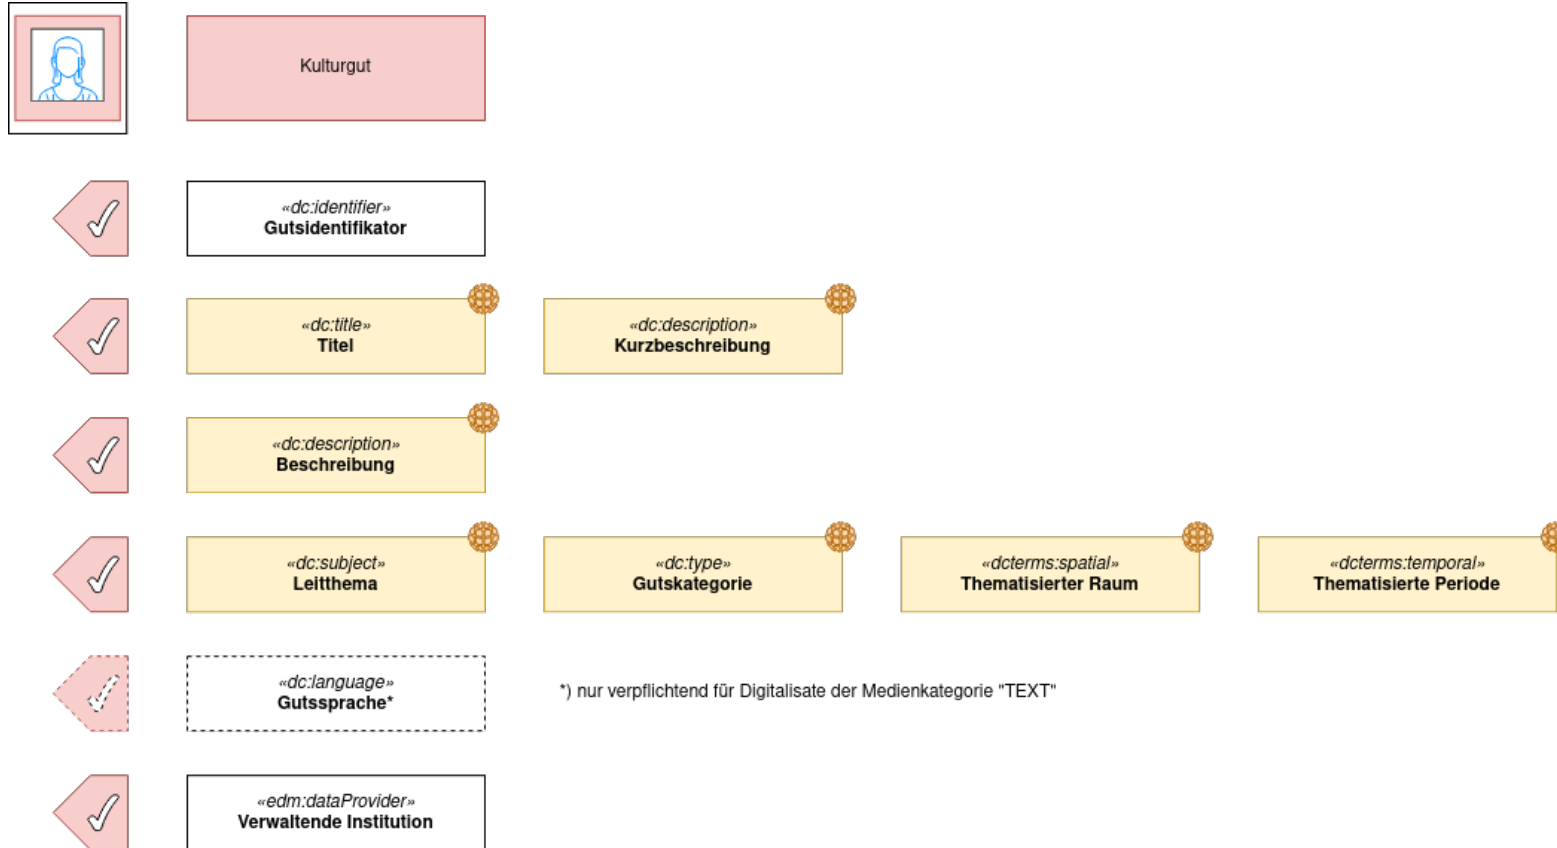 Kulturgut
«dc:identifier»
Gutsidentifikator
«dc:title»
Titel
«dc:description»
Kurzbeschreibung
«dc:description»
Beschreibung
«dc:subject»
Leitthema
«dc:type»
Gutskategorie
«dcterms:spatial»
Thematisierter Raum
«dcterms:temporal»
Thematisierte Periode
«dc:language»
Gutssprache*
*) nur verpflichtend für Digitalisate der Medienkategorie "TEXT"
«edm:dataProvider»
Verwaltende Institution